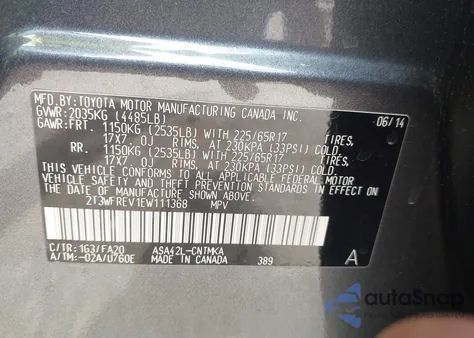 MFD.BY: TOYOTA MOTOR MANUFACTURING CANADA INC.
GVWR: 2035KG (4485LB) 06/14
GAWR: FRT. 1150KG (2535LB) WITH 225/65R17 TIRES,
17X7 OJ RIMS, AT 230KPA (33PSI) COLD.
RR. 1150KG (2535LB) WITH 225/65R17 TIRES,
17X7 OJ RIMS, AT 230KPA (33PSI) COLD.
THIS VEHICLE CONFORMS TO ALL APPLICABLE FEDERAL MOTOR
VEHICLE SAFETY AND THEFT PREVENTION STANDARDS IN EFFECT
ON THE DATE OF MANUFACTURE SHOWN ABOVE.
2T3WFREV1EW111368 MPV
C/TR: 1G3/FA20 ASA42L-CNTMKA
A/TM: -02A/U760E MADE IN CANADA 389 A
autoSnap
POWERED BY